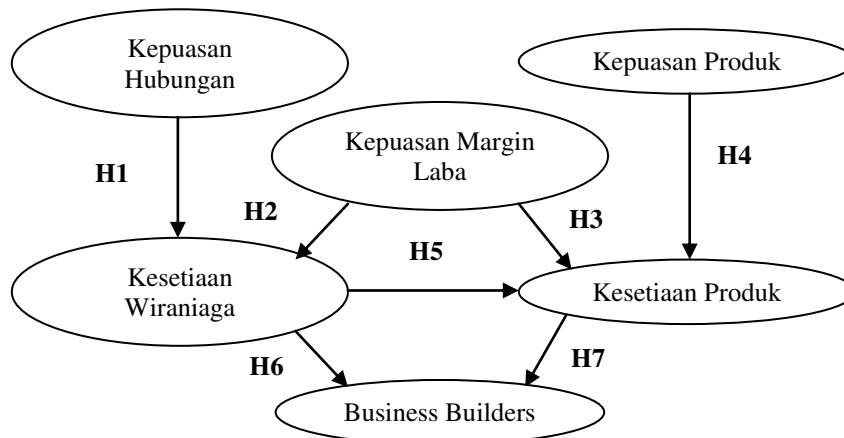 Kepuasan
Hubungan
Kepuasan Produk
Kepuasan Margin
Laba
H1
H4
H2
H3
H5
Kesetiaan
Wiraniaga
Kesetiaan Produk
H6
H7
Business Builders